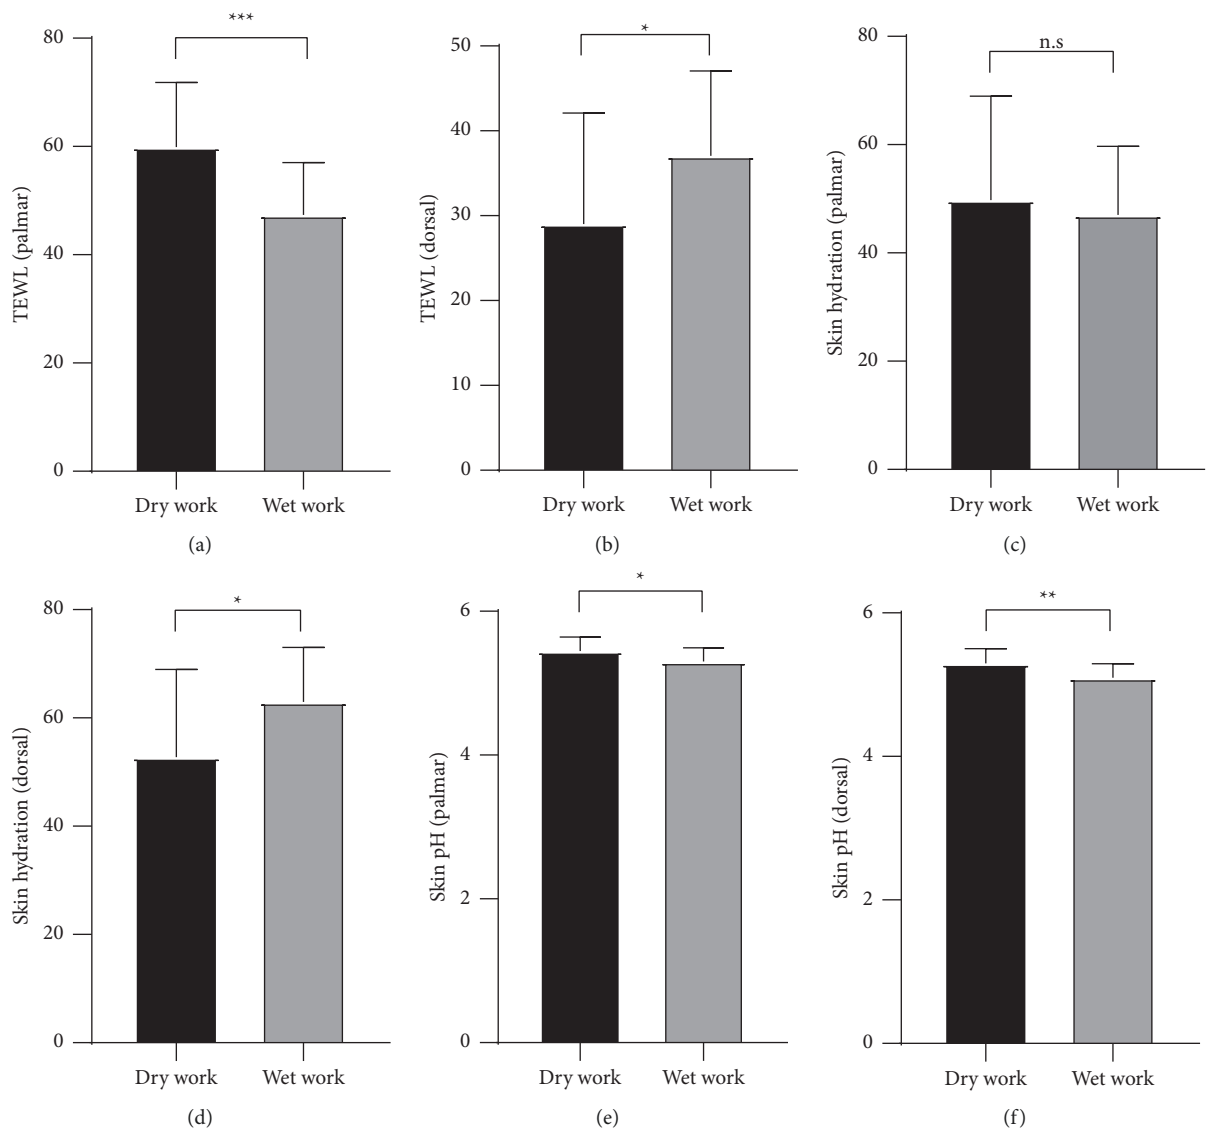 ***
80
60
40
20
0
TEWL (palmar)
Dry work
Wet work
(a)
*
50
40
30
20
10
0
TEWL (dorsal)
Dry work
Wet work
(b)
n.s
80
60
40
20
0
Skin hydration (palmar)
Dry work
Wet work
(c)
*
80
60
40
20
0
Skin hydration (dorsal)
Dry work
Wet work
(d)
*
6
4
2
0
Skin pH (palmar)
Dry work
Wet work
(e)
**
6
4
2
0
Skin pH (dorsal)
Dry work
Wet work
(f)